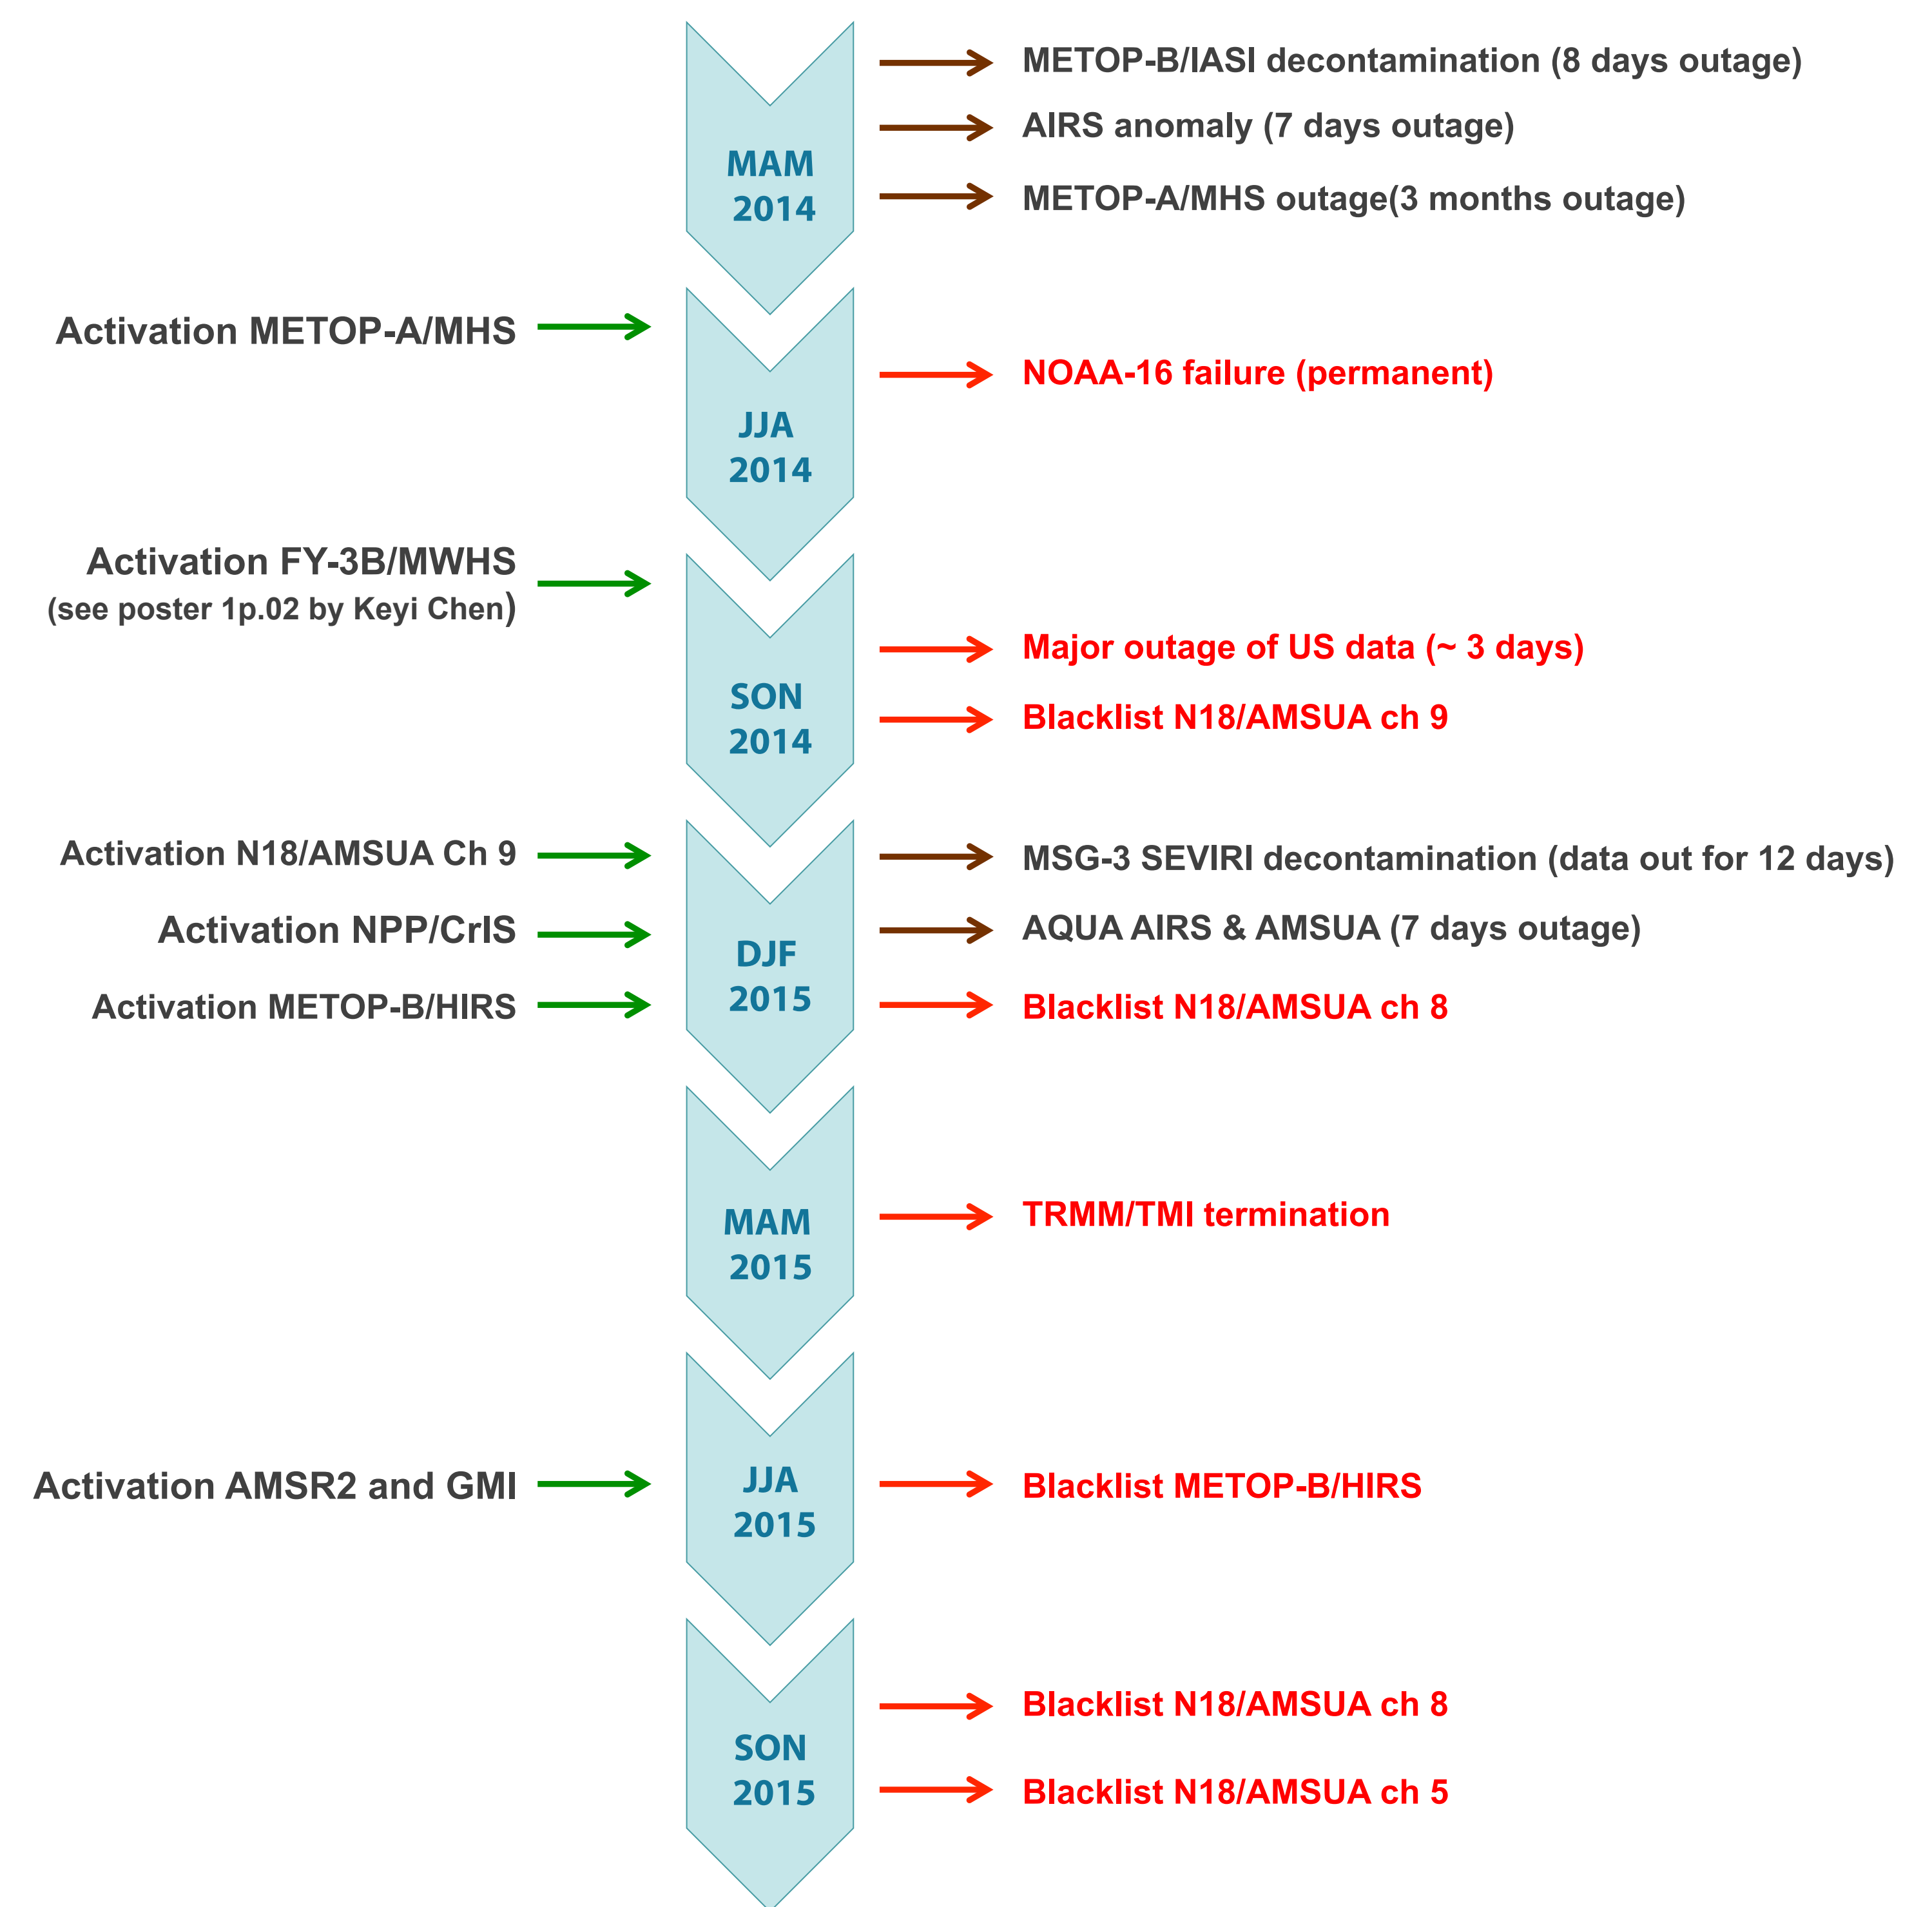 METOP-B/IASI decontamination (8 days outage)
AIRS anomaly (7 days outage)
MAM
2014
METOP-A/MHS outage(3 months outage)
Activation METOP-A/MHS
NOAA-16 failure (permanent)
JJA
2014
Activation FY-3B/MWHS
(see poster 1p.02 by Keyi Chen)
Major outage of US data (~ 3 days)
SON
2014
Blacklist N18/AMSUA ch 9
Activation N18/AMSUA Ch 9
MSG-3 SEVIRI decontamination (data out for 12 days)
Activation NPP/CrIS
AQUA AIRS & AMSUA (7 days outage)
DJF
2015
Activation METOP-B/HIRS
Blacklist N18/AMSUA ch 8
MAM
2015
TRMM/TMI termination
Activation AMSR2 and GMI
JJA
2015
Blacklist METOP-B/HIRS
Blacklist N18/AMSUA ch 8
SON
2015
Blacklist N18/AMSUA ch 5